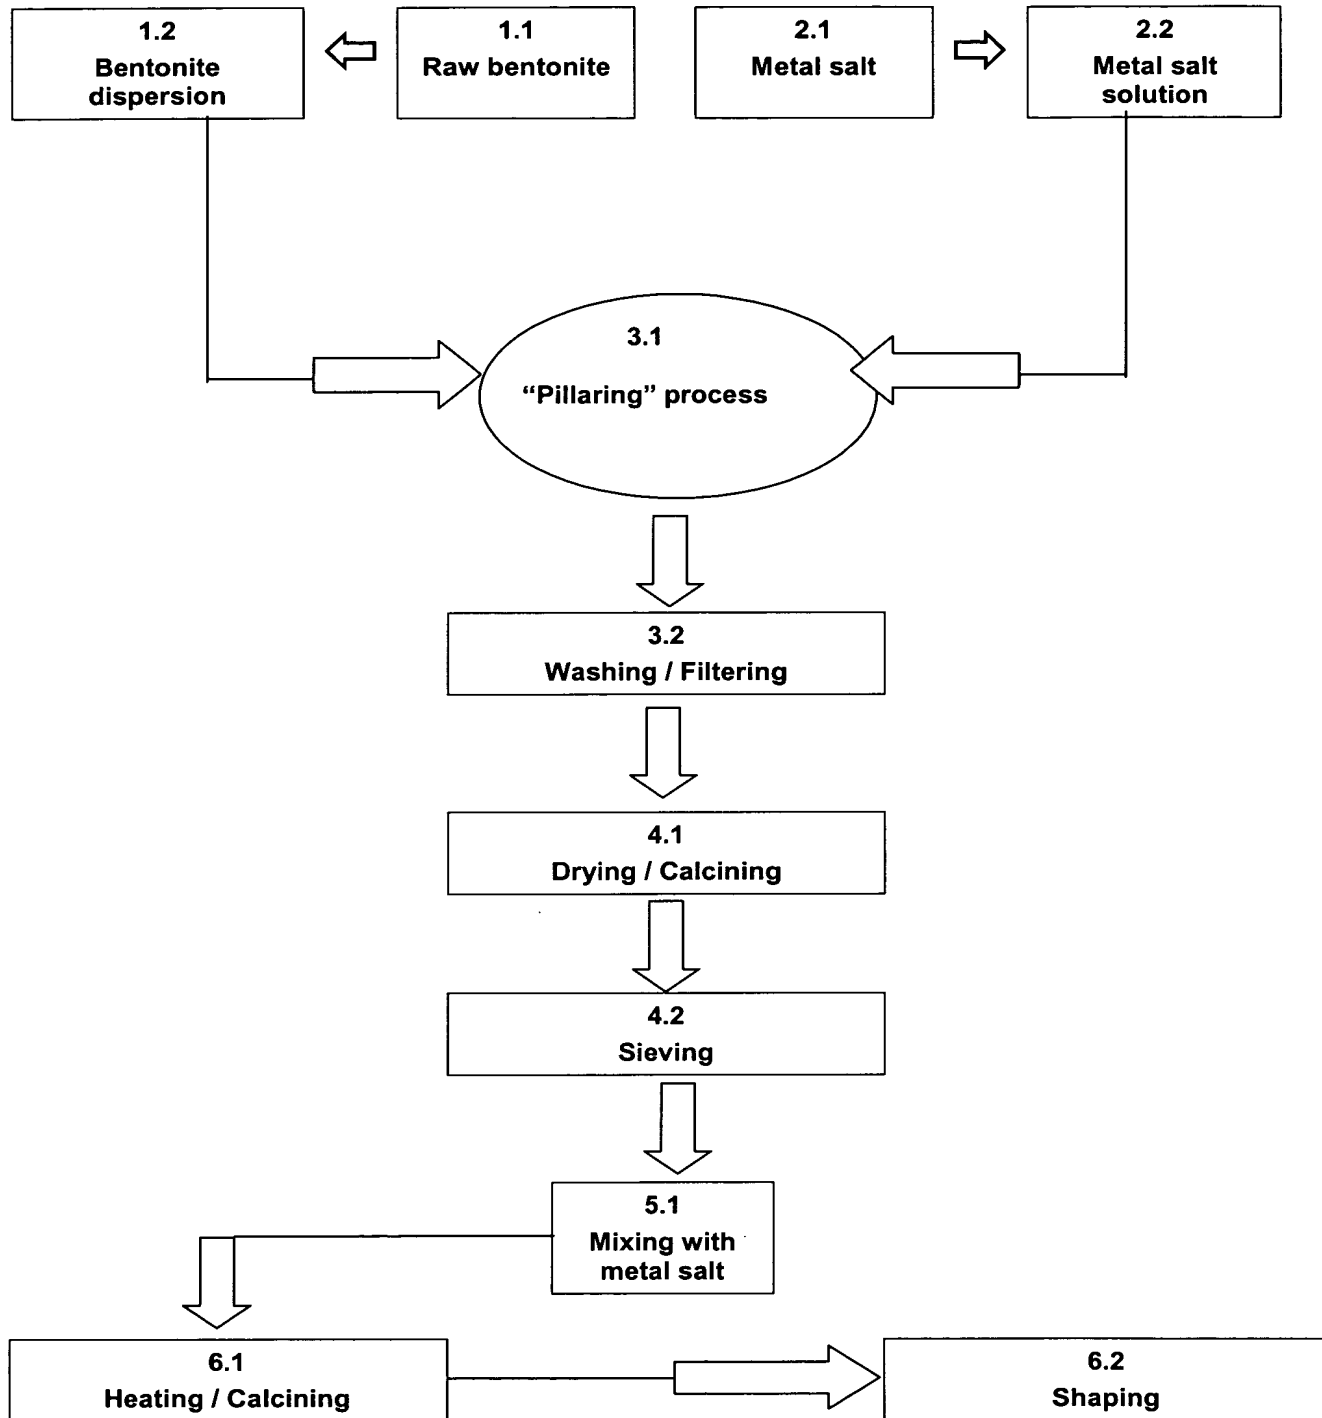 1.2
Bentonite
dispersion
1.1
Raw bentonite
2.1
Metal salt
2.2
Metal salt
solution
3.1
“Pillaring” process
3.2
Washing / Filtering
4.1
Drying / Calcining
4.2
Sieving
5.1
Mixing with
metal salt
6.1
Heating / Calcining
6.2
Shaping